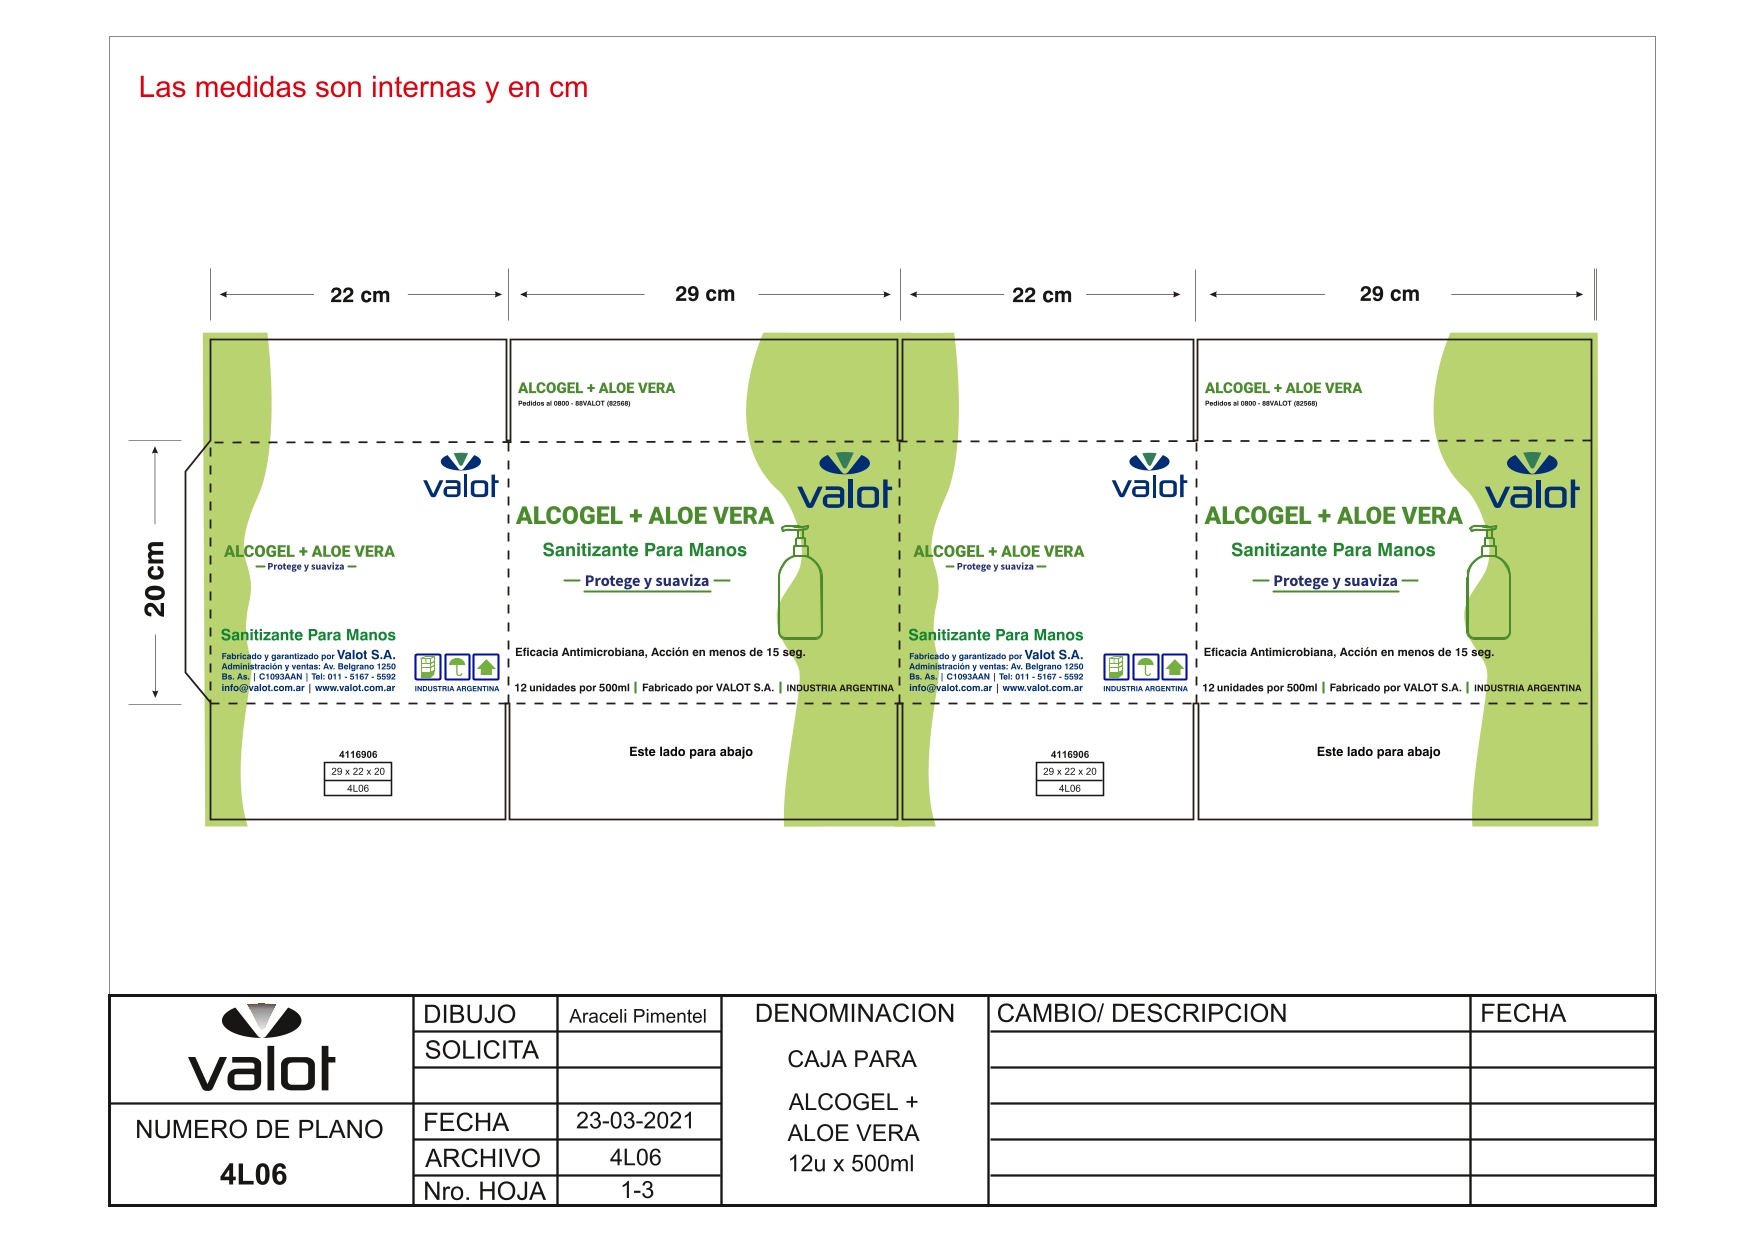 Las medidas son internas y en cm
22 cm
29 cm
22 cm
29 cm
20 cm
ALCOGEL + ALOE VERA
Pedidos al 0800 - 88VALOT (82568)
ALCOGEL + ALOE VERA
Pedidos al 0800 - 88VALOT (82568)
valot
ALCOGEL + ALOE VERA
Protege y suaviza
Sanitizante Para Manos
Fabricado y garantizado por Valot S.A.
Administración y ventas: Av. Belgrano 1250
Bs. As. | C1093AAN | Tel: 011 - 5167 - 5592
info@valot.com.ar | www.valot.com.ar
INDUSTRIA ARGENTINA
valot
ALCOGEL + ALOE VERA
Sanitizante Para Manos
Protege y suaviza
Eficacia Antimicrobiana, Acción en menos de 15 seg.
12 unidades por 500ml | Fabricado por VALOT S.A. | INDUSTRIA ARGENTINA
valot
ALCOGEL + ALOE VERA
Protege y suaviza
Sanitizante Para Manos
Fabricado y garantizado por Valot S.A.
Administración y ventas: Av. Belgrano 1250
Bs. As. | C1093AAN | Tel: 011 - 5167 - 5592
info@valot.com.ar | www.valot.com.ar
INDUSTRIA ARGENTINA
valot
ALCOGEL + ALOE VERA
Sanitizante Para Manos
Protege y suaviza
Eficacia Antimicrobiana, Acción en menos de 15 seg.
12 unidades por 500ml | Fabricado por VALOT S.A. | INDUSTRIA ARGENTINA
4116906
29 x 22 x 20
4L06
Este lado para abajo
4116906
29 x 22 x 20
4L06
Este lado para abajo
valot
NUMERO DE PLANO
4L06
DIBUJO Araceli Pimentel
SOLICITA
FECHA 23-03-2021
ARCHIVO 4L06
Nro. HOJA 1-3
DENOMINACION
CAJA PARA
ALCOGEL +
ALOE VERA
12u x 500ml
CAMBIO/ DESCRIPCION
FECHA